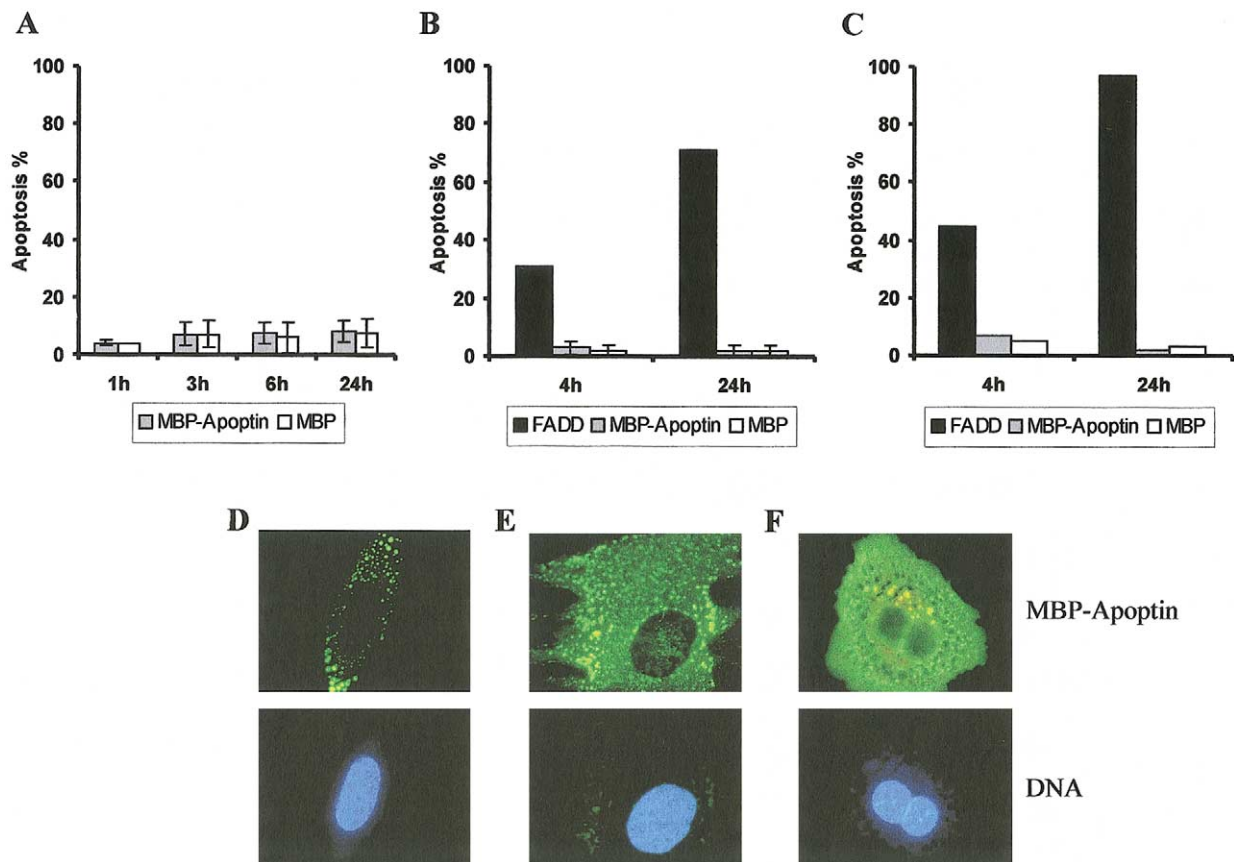 A
Apoptosis %
100
80
60
40
20
0
1h 3h 6h 24h
MBP-Apoptin MBP
B
Apoptosis %
100
80
60
40
20
0
4h 24h
FADD MBP-Apoptin MBP
C
Apoptosis %
100
80
60
40
20
0
4h 24h
FADD MBP-Apoptin MBP
D E F
MBP-Apoptin
DNA